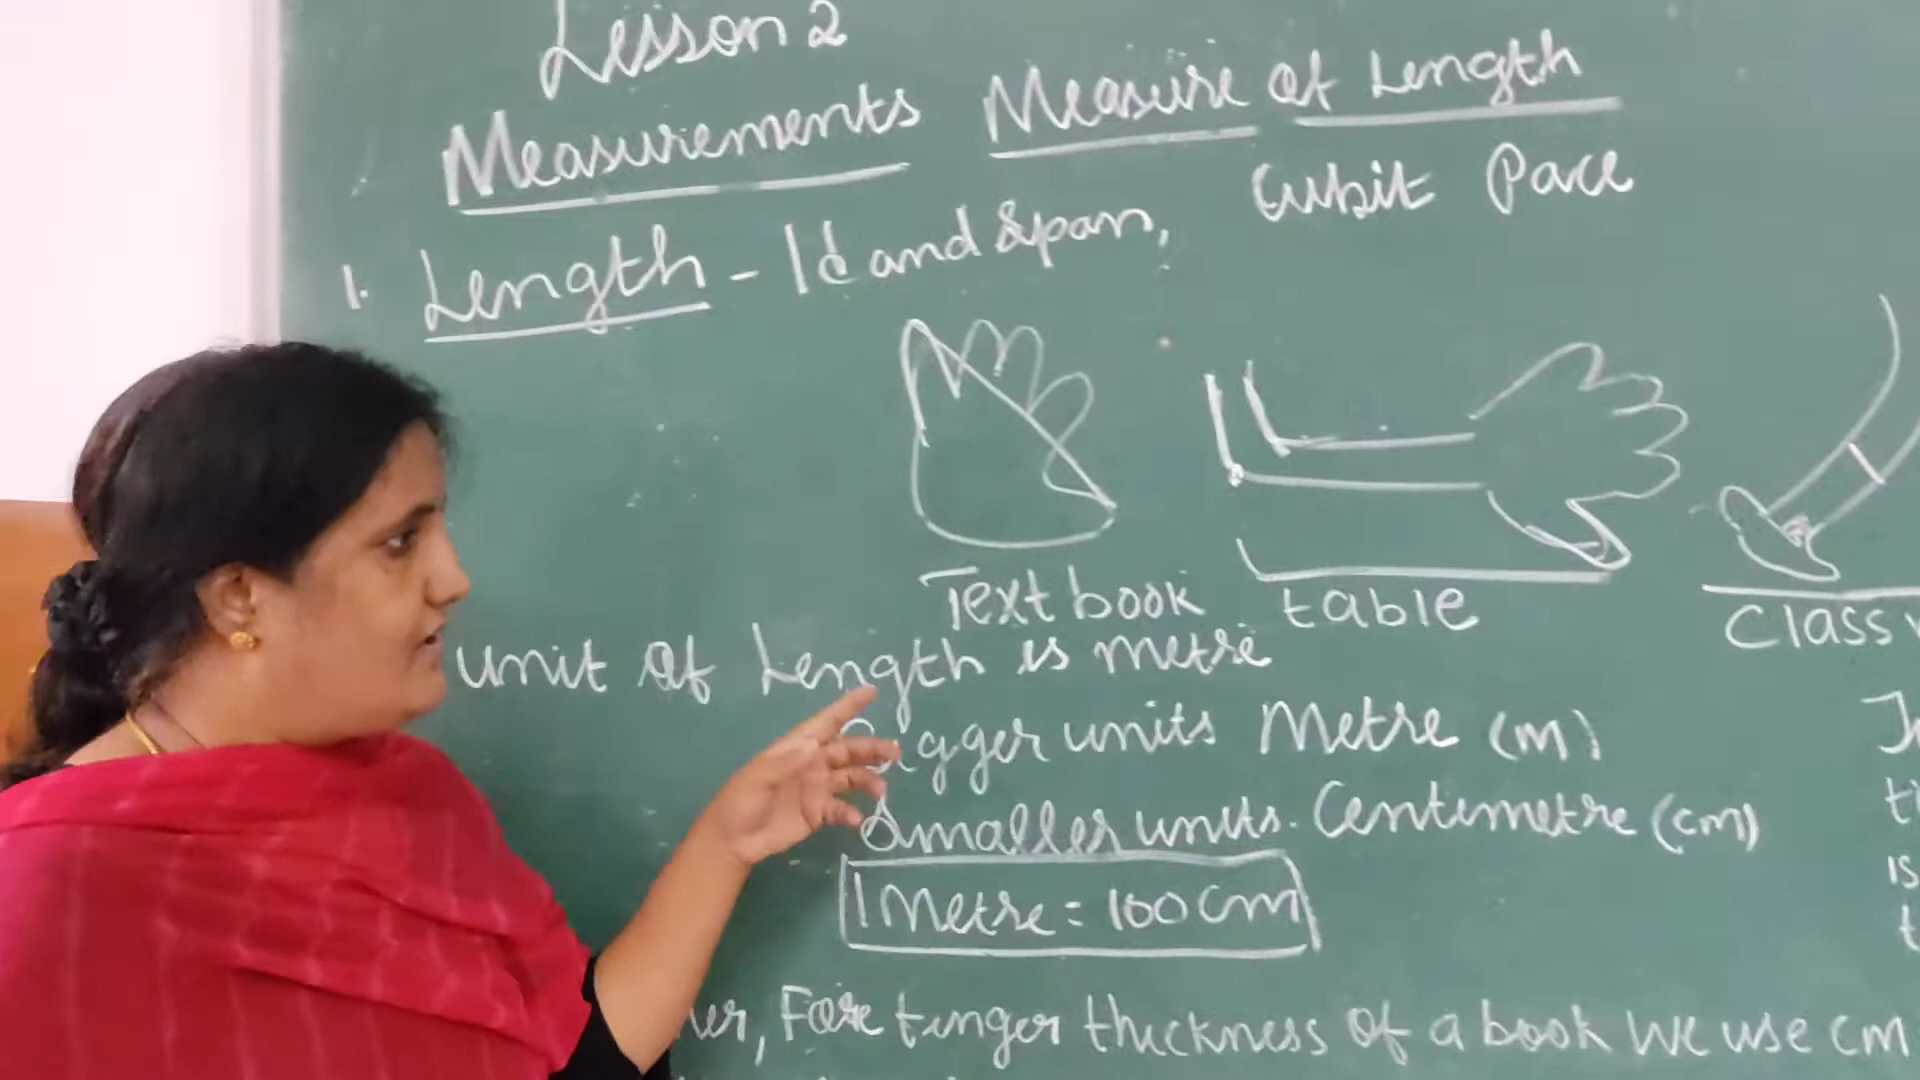 Lesson 2
Measurements
Measure of Length
1. Length - Hand Span,
Cubit Pace
Text book
table
Class
unit of Length is metre
Bigger units Metre (m)
Smaller units. Centimetre (cm)
1 Metre = 100 cm
Fore finger thickness of a book We use cm
is